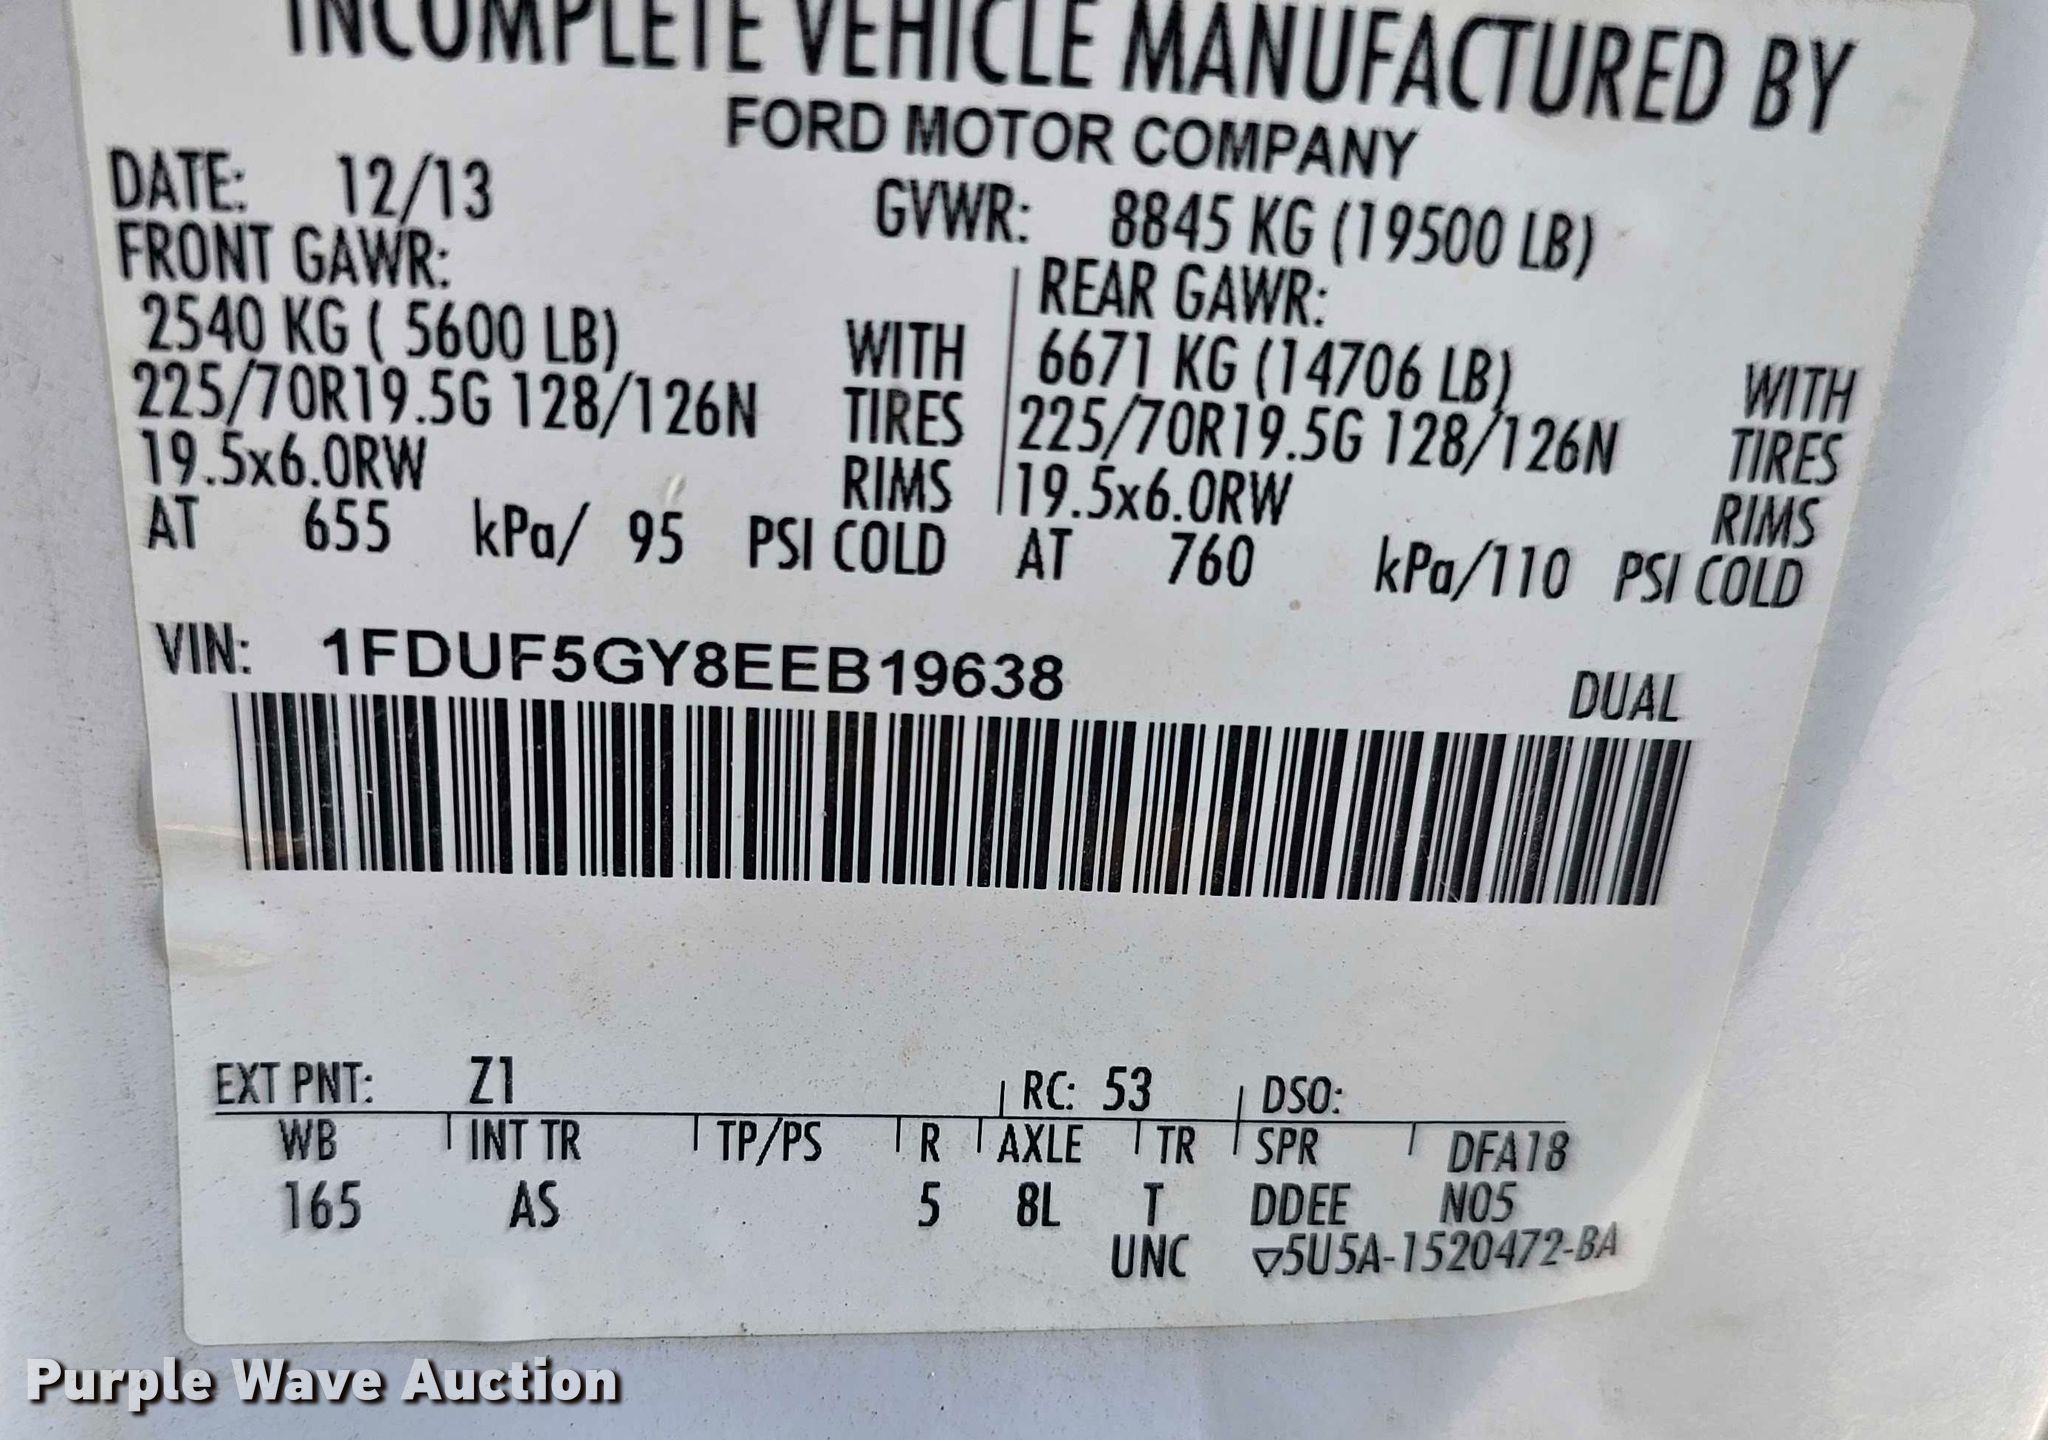 INCOMPLETE VEHICLE MANUFACTURED BY
FORD MOTOR COMPANY
DATE: 12/13 GVWR: 8845 KG (19500 LB)
FRONT GAWR: REAR GAWR:
2540 KG ( 5600 LB) WITH 6671 KG (14706 LB) WITH
225/70R19.5G 128/126N TIRES 225/70R19.5G 128/126N TIRES
19.5x6.0RW RIMS 19.5x6.0RW RIMS
AT 655 kPa/ 95 PSI COLD AT 760 kPa/110 PSI COLD
VIN: 1FDUF5GY8EEB19638 DUAL
EXT PNT: Z1 RC: 53 DSO:
WB INT TR TP/PS R AXLE TR SPR DFA18
165 AS 5 8L T DDEE N05
UNC ▽5U5A-1520472-BA
Purple Wave Auction